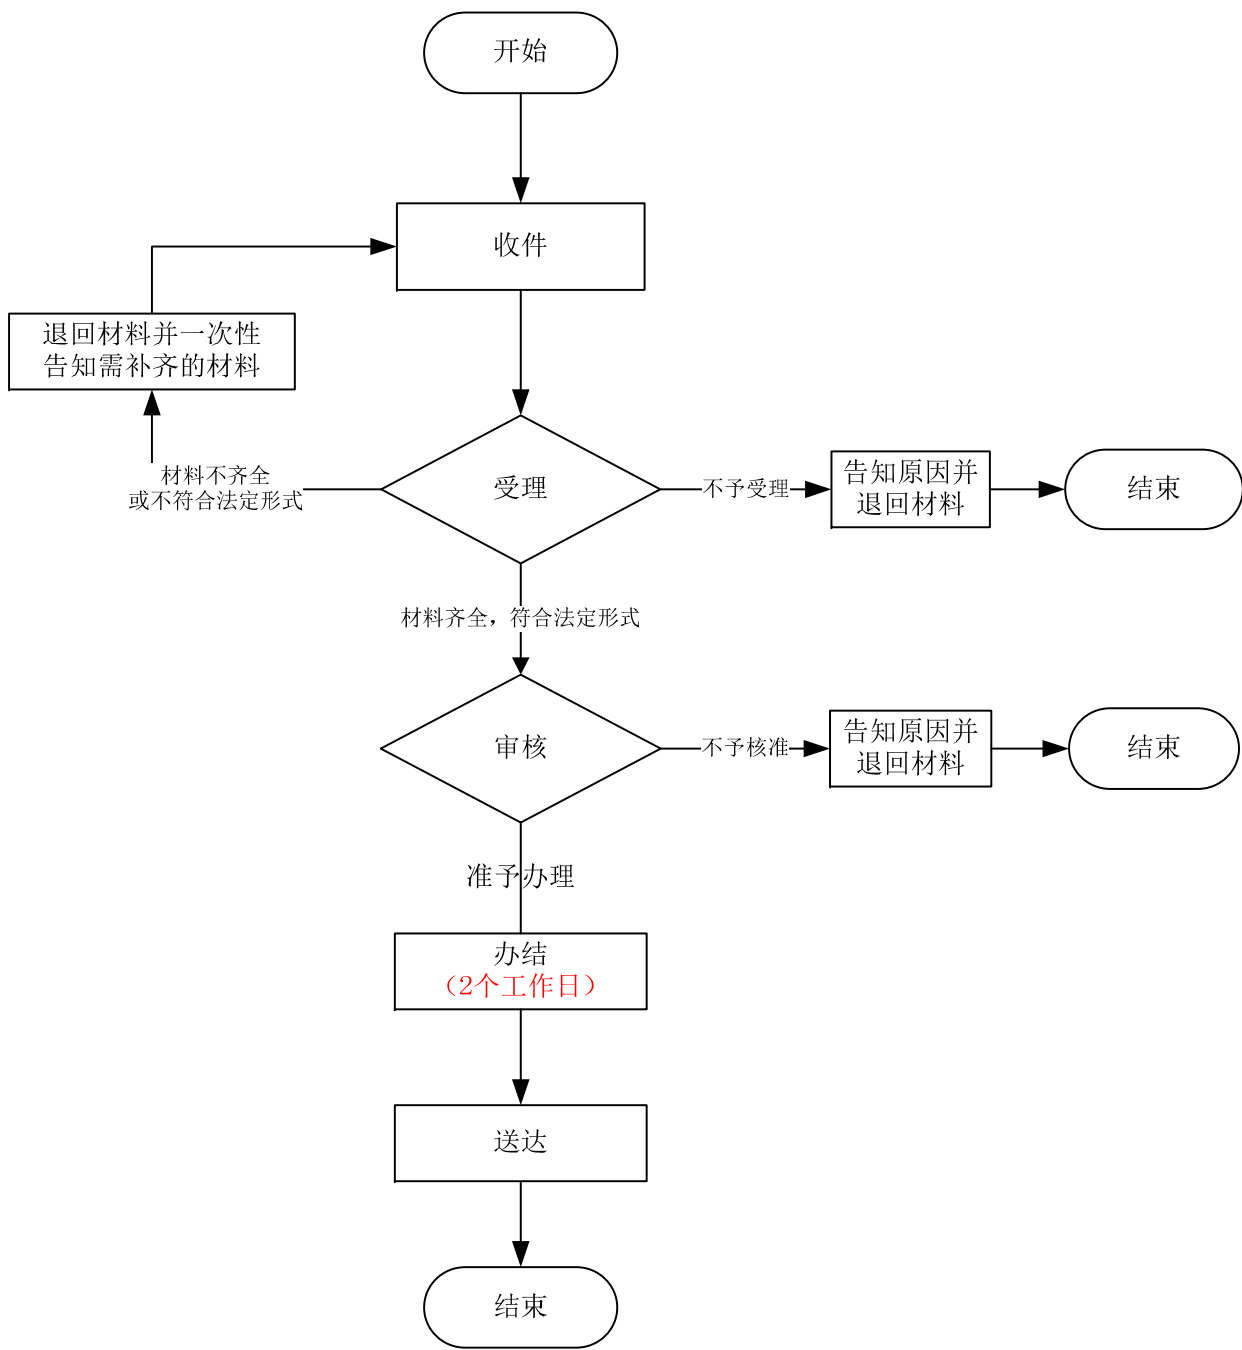 开始
收件
退回材料并一次性
告知需补齐的材料
材料不齐全
或不符合法定形式
受理
不予受理
告知原因并
退回材料
结束
材料齐全，符合法定形式
审核
不予核准
告知原因并
退回材料
结束
准予办理
办结
（2个工作日）
送达
结束